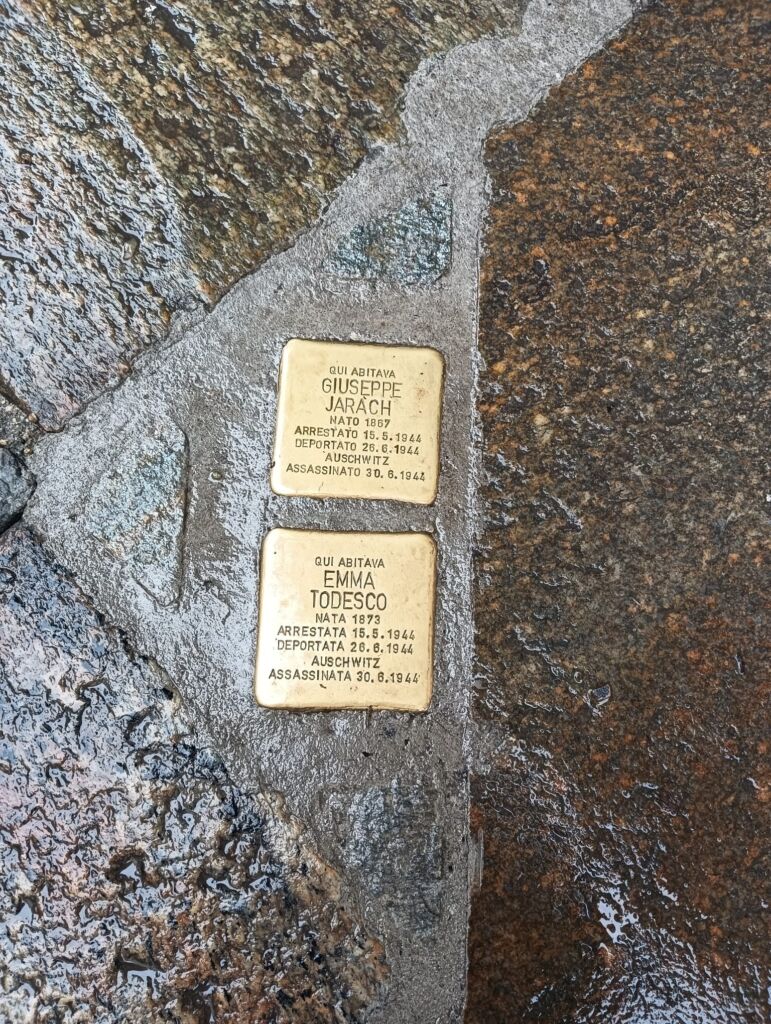 QUI ABITAVA
GIUSEPPE
JARACH
NATO 1867
ARRESTATO 15.5.1944
DEPORTATO 26.6.1944
AUSCHWITZ
ASSASSINATO 30.6.1944
QUI ABITAVA
EMMA
TODESCO
NATA 1873
ARRESTATA 15.5.1944
DEPORTATA 26.6.1944
AUSCHWITZ
ASSASSINATA 30.6.1944